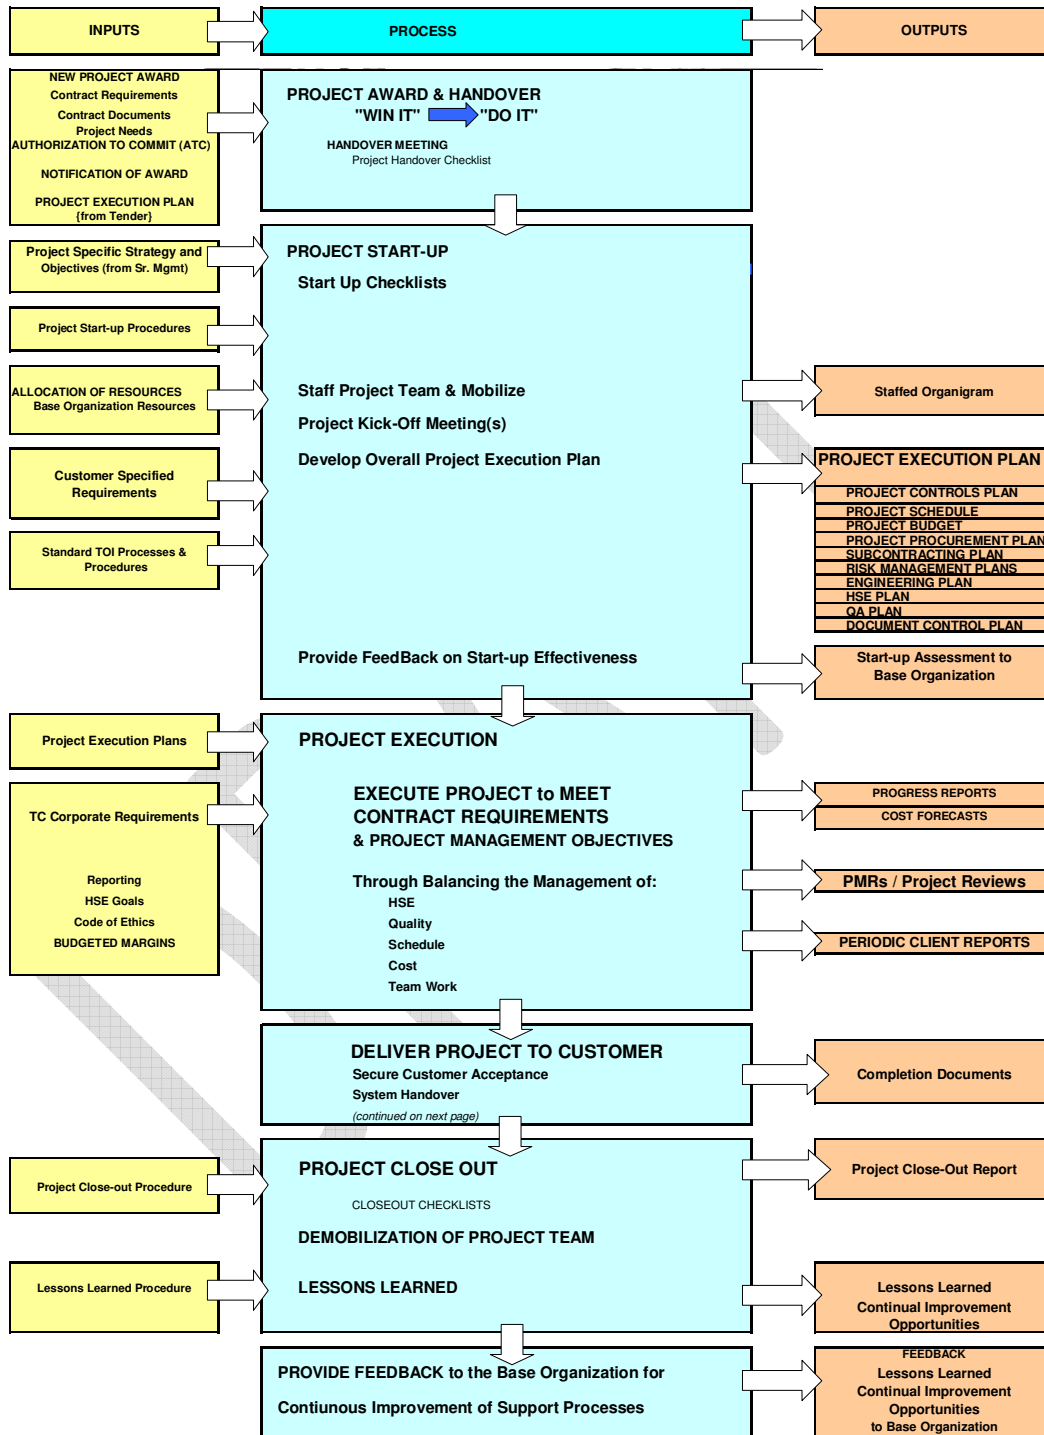 INPUTS
PROCESS
OUTPUTS
NEW PROJECT AWARD
Contract Requirements
Contract Documents
Project Needs
AUTHORIZATION TO COMMIT (ATC)
NOTIFICATION OF AWARD
PROJECT EXECUTION PLAN
{from Tender}
PROJECT AWARD & HANDOVER
"WIN IT" "DO IT"
HANDOVER MEETING
Project Handover Checklist
Project Specific Strategy and
Objectives (from Sr. Mgmt)
Project Start-up Procedures
ALLOCATION OF RESOURCES
Base Organization Resources
Customer Specified
Requirements
Standard TOI Processes &
Procedures
PROJECT START-UP
Start Up Checklists
Staff Project Team & Mobilize
Project Kick-Off Meeting(s)
Develop Overall Project Execution Plan
Provide FeedBack on Start-up Effectiveness
Staffed Organigram
PROJECT EXECUTION PLAN
PROJECT CONTROLS PLAN
PROJECT SCHEDULE
PROJECT BUDGET
PROJECT PROCUREMENT PLAN
SUBCONTRACTING PLAN
RISK MANAGEMENT PLANS
ENGINEERING PLAN
HSE PLAN
QA PLAN
DOCUMENT CONTROL PLAN
Start-up Assessment to
Base Organization
Project Execution Plans
TC Corporate Requirements
Reporting
HSE Goals
Code of Ethics
BUDGETED MARGINS
PROJECT EXECUTION
EXECUTE PROJECT to MEET
CONTRACT REQUIREMENTS
& PROJECT MANAGEMENT OBJECTIVES
Through Balancing the Management of:
HSE
Quality
Schedule
Cost
Team Work
PROGRESS REPORTS
COST FORECASTS
PMRs / Project Reviews
PERIODIC CLIENT REPORTS
DELIVER PROJECT TO CUSTOMER
Secure Customer Acceptance
System Handover
(continued on next page)
Completion Documents
Project Close-out Procedure
Lessons Learned Procedure
PROJECT CLOSE OUT
CLOSEOUT CHECKLISTS
DEMOBILIZATION OF PROJECT TEAM
LESSONS LEARNED
Project Close-Out Report
Lessons Learned
Continual Improvement
Opportunities
PROVIDE FEEDBACK to the Base Organization for
Contiunous Improvement of Support Processes
FEEDBACK
Lessons Learned
Continual Improvement
Opportunities
to Base Organization